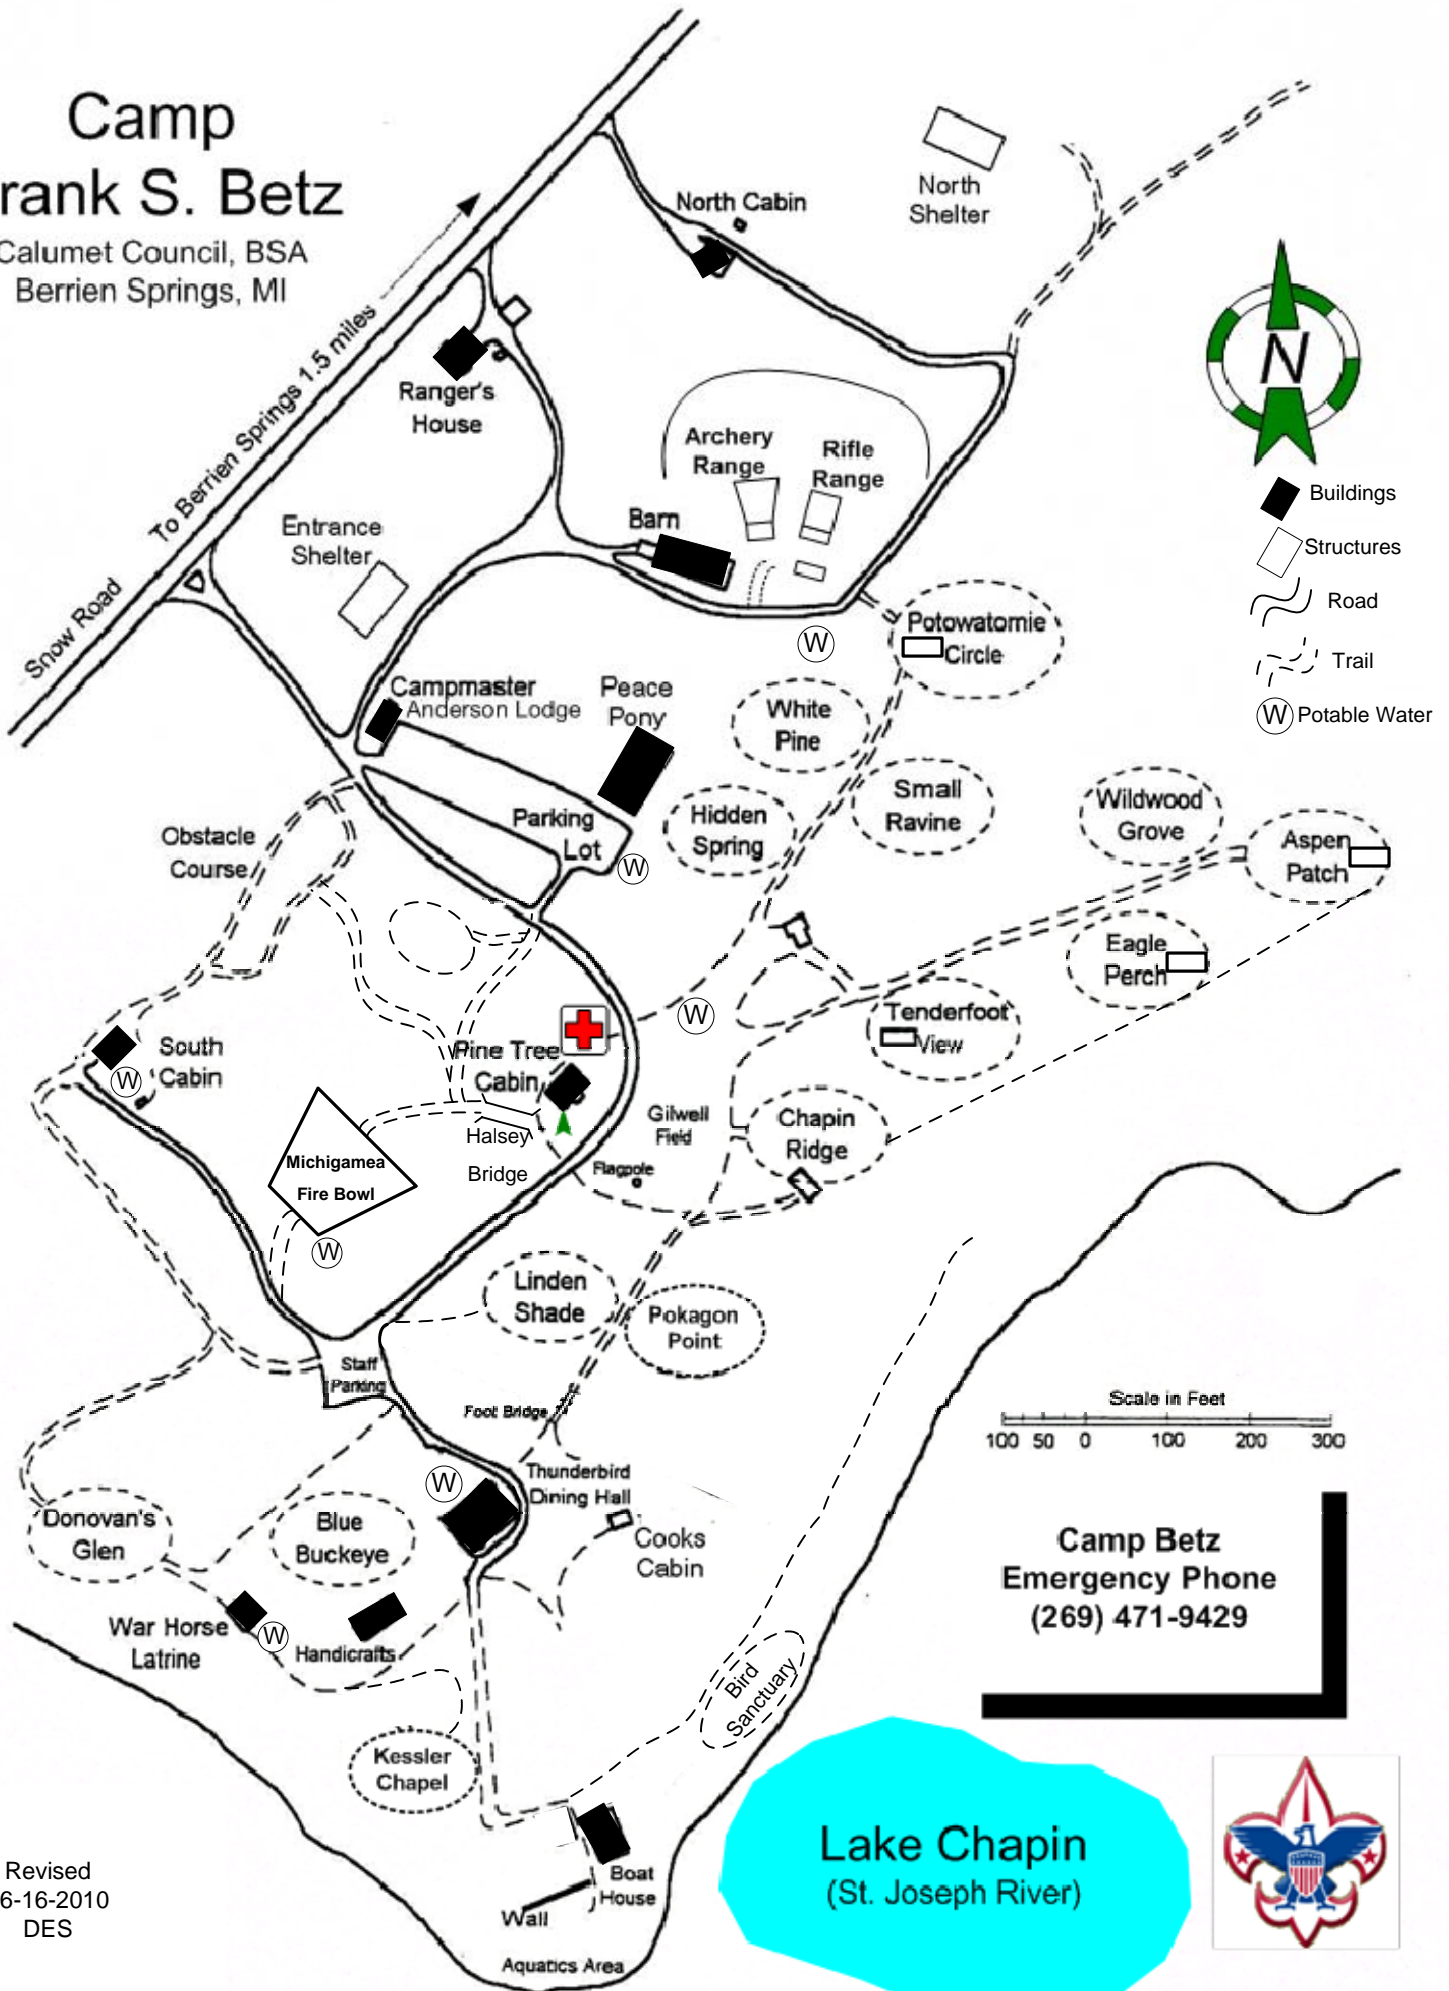 Camp
rank S. Betz
Calumet Council, BSA
Berrien Springs, MI
To Berrien Springs 1.5 miles
Snow Road
North Cabin
North
Shelter
N
Buildings
Structures
Road
Trail
W Potable Water
Ranger's
House
Archery
Range
Rifle
Range
Barn
Entrance
Shelter
W
Potowatomie
Circle
Campmaster
Anderson Lodge
Peace
Pony
White
Pine
Small
Ravine
Wildwood
Grove
Aspen
Patch
Hidden
Spring
Parking
Lot
W
Obstacle
Course
Eagle
Perch
Tenderfoot
View
W
South
Cabin
W
Pine Tree
Cabin
Halsey
Bridge
Gilwell
Field
Flagpole
Chapin
Ridge
Michigamea
Fire Bowl
W
Linden
Shade
Pokagon
Point
Staff
Parking
Foot Bridge
Scale in Feet
100 50 0 100 200 300
W
Thunderbird
Dining Hall
Cooks
Cabin
Donovan's
Glen
Blue
Buckeye
War Horse
Latrine
W
Handicrafts
Camp Betz
Emergency Phone
(269) 471-9429
Bird
Sanctuary
Kessler
Chapel
Boat
House
Wall
Aquatics Area
Lake Chapin
(St. Joseph River)
Revised
6-16-2010
DES